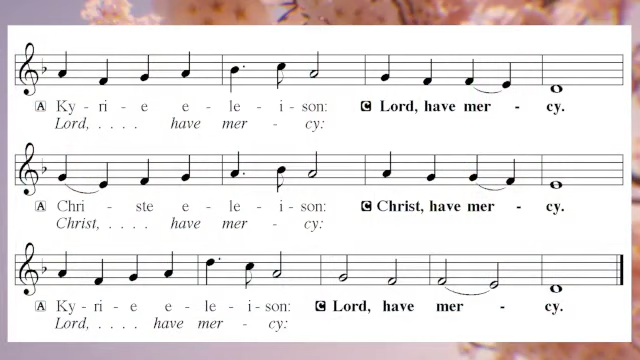 A Ky - ri - e e - le - i - son: C Lord, have mer - cy.
Lord, . . . . have mer - cy:
A Chri - ste e - le - i - son: C Christ, have mer - cy.
Christ, . . . . have mer - cy:
A Ky - ri - e e - le - i - son: C Lord, have mer - cy.
Lord, . . . . have mer - cy: